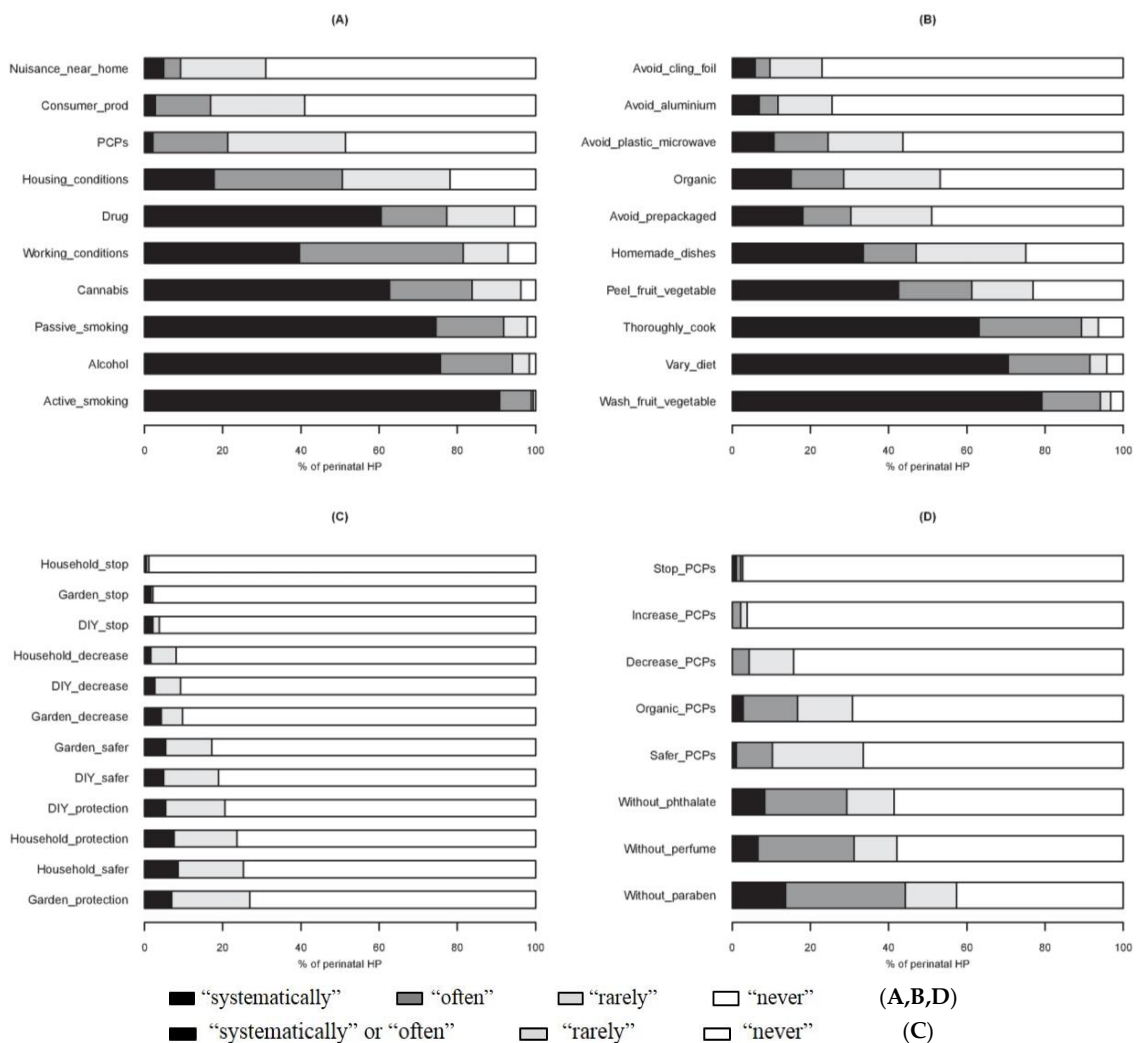 (A)
Nuisance_near_home
Consumer_prod
PCPs
Housing_conditions
Drug
Working_conditions
Cannabis
Passive_smoking
Alcohol
Active_smoking
0 20 40 60 80 100
% of perinatal HP
(B)
Avoid_cling_foil
Avoid_aluminium
Avoid_plastic_microwave
Organic
Avoid_prepackaged
Homemade_dishes
Peel_fruit_vegetable
Thoroughly_cook
Vary_diet
Wash_fruit_vegetable
0 20 40 60 80 100
% of perinatal HP
(C)
Household_stop
Garden_stop
DIY_stop
Household_decrease
DIY_decrease
Garden_decrease
Garden_safer
DIY_safer
DIY_protection
Household_protection
Household_safer
Garden_protection
0 20 40 60 80 100
% of perinatal HP
(D)
Stop_PCPs
Increase_PCPs
Decrease_PCPs
Organic_PCPs
Safer_PCPs
Without_phthalate
Without_perfume
Without_paraben
0 20 40 60 80 100
% of perinatal HP
“systematically” “often” “rarely” “never” (A,B,D)
“systematically” or “often” “rarely” “never” (C)